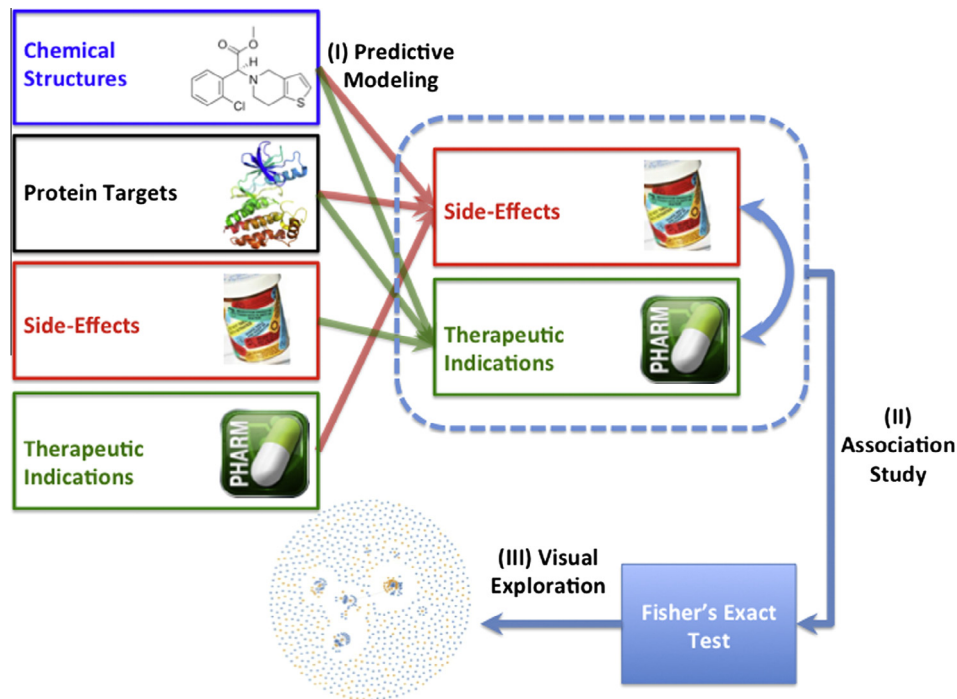 Chemical
Structures
O
O
H
N
Cl
S
(I) Predictive
Modeling
Protein Targets
Side-Effects
Therapeutic
Indications
PHARM
Side-Effects
Therapeutic
Indications
PHARM
(II)
Association
Study
(III) Visual
Exploration
Fisher's Exact
Test